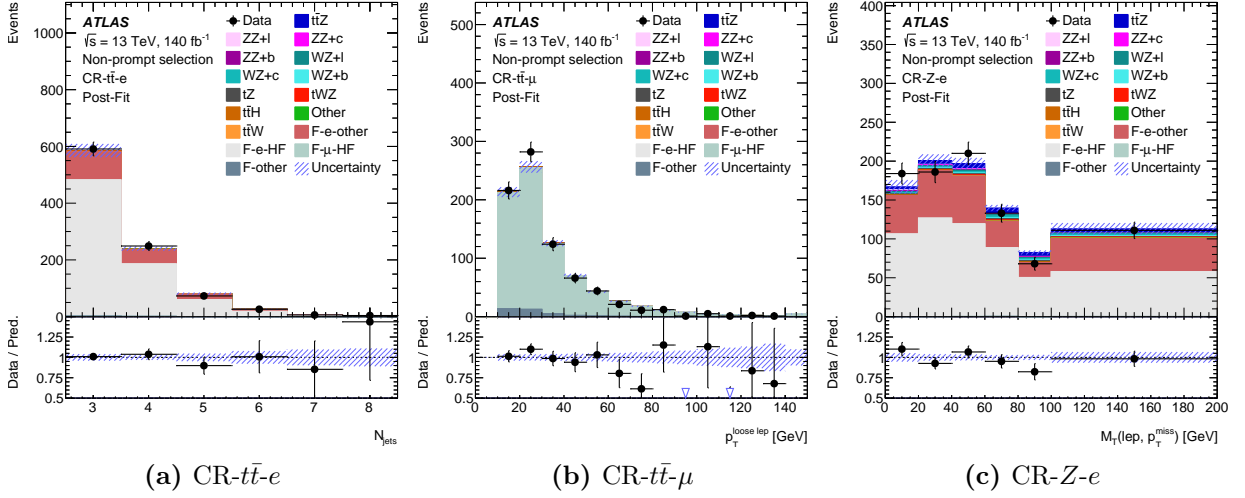 Events
1000
800
600
400
200
0
ATLAS
√s = 13 TeV, 140 fb⁻¹
Non-prompt selection
CR-tt̄-e
Post-Fit
Data
tt̄Z
ZZ+l
ZZ+c
ZZ+b
WZ+l
WZ+c
WZ+b
tZ
tWZ
tt̄H
Other
tt̄W
F-e-other
F-e-HF
F-μ-HF
F-other
Uncertainty
Data / Pred.
1.25
1
0.75
0.5
3 4 5 6 7 8
N_jets
(a) CR-tt̄-e
Events
500
400
300
200
100
0
ATLAS
√s = 13 TeV, 140 fb⁻¹
Non-prompt selection
CR-tt̄-μ
Post-Fit
Data
tt̄Z
ZZ+l
ZZ+c
ZZ+b
WZ+l
WZ+c
WZ+b
tZ
tWZ
tt̄H
Other
tt̄W
F-e-other
F-e-HF
F-μ-HF
F-other
Uncertainty
Data / Pred.
1.25
1
0.75
0.5
0 20 40 60 80 100 120 140
p_T^loose lep [GeV]
(b) CR-tt̄-μ
Events
400
350
300
250
200
150
100
50
0
ATLAS
√s = 13 TeV, 140 fb⁻¹
Non-prompt selection
CR-Z-e
Post-Fit
Data
tt̄Z
ZZ+l
ZZ+c
ZZ+b
WZ+l
WZ+c
WZ+b
tZ
tWZ
tt̄H
Other
tt̄W
F-e-other
F-e-HF
F-μ-HF
F-other
Uncertainty
Data / Pred.
1.25
1
0.75
0.5
0 20 40 60 80 100 120 140 160 180 200
M_T(lep, p_T^miss) [GeV]
(c) CR-Z-e